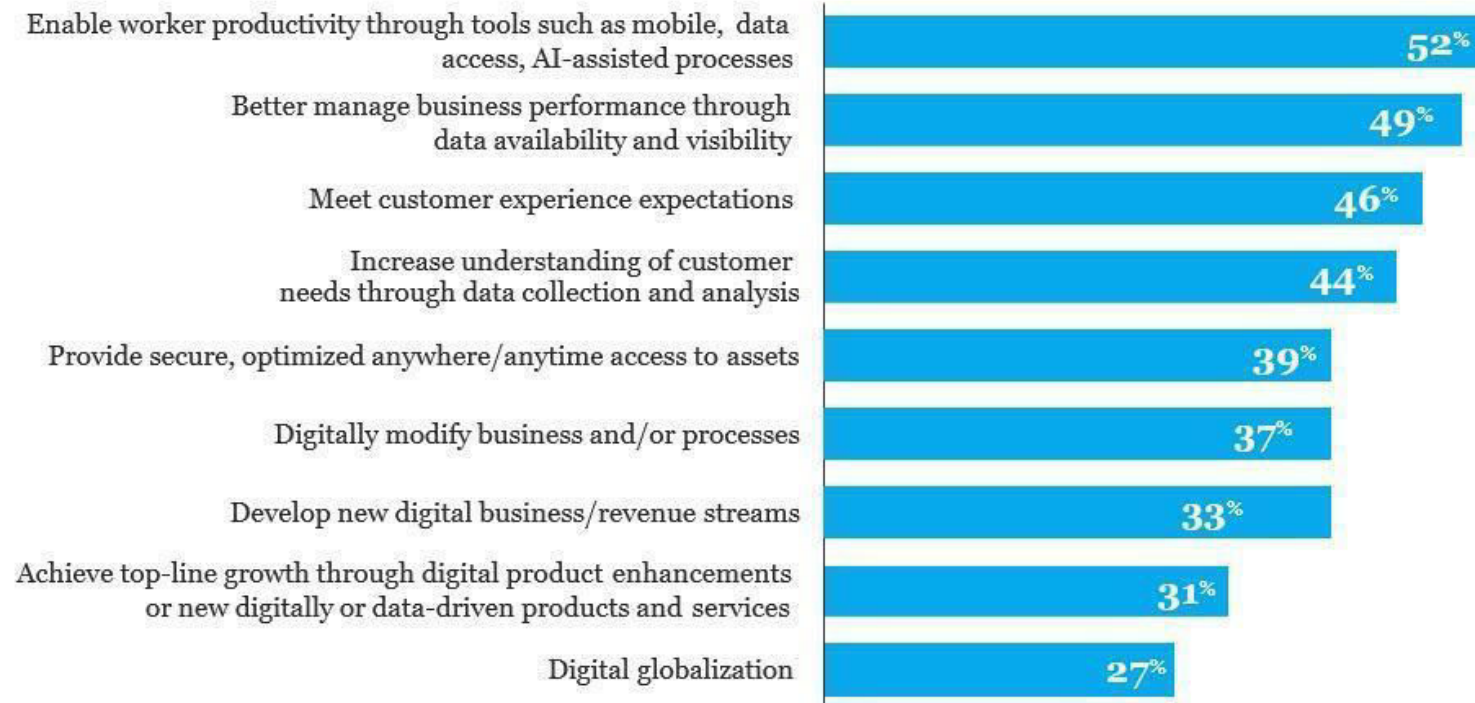 Enable worker productivity through tools such as mobile, data
access, AI-assisted processes
52%
Better manage business performance through
data availability and visibility
49%
Meet customer experience expectations
46%
Increase understanding of customer
needs through data collection and analysis
44%
Provide secure, optimized anywhere/anytime access to assets
39%
Digitally modify business and/or processes
37%
Develop new digital business/revenue streams
33%
Achieve top-line growth through digital product enhancements
or new digitally or data-driven products and services
31%
Digital globalization
27%